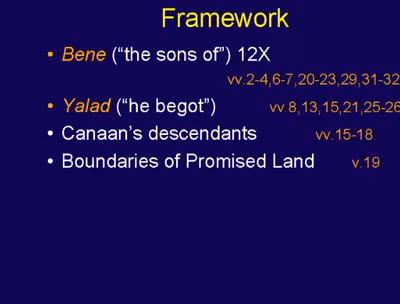 Framework
• Bene (“the sons of”) 12X
vv.2-4,6-7,20-23,29,31-32
• Yalad (“he begot”) vv 8,13,15,21,25-26
• Canaan’s descendants vv.15-18
• Boundaries of Promised Land v.19